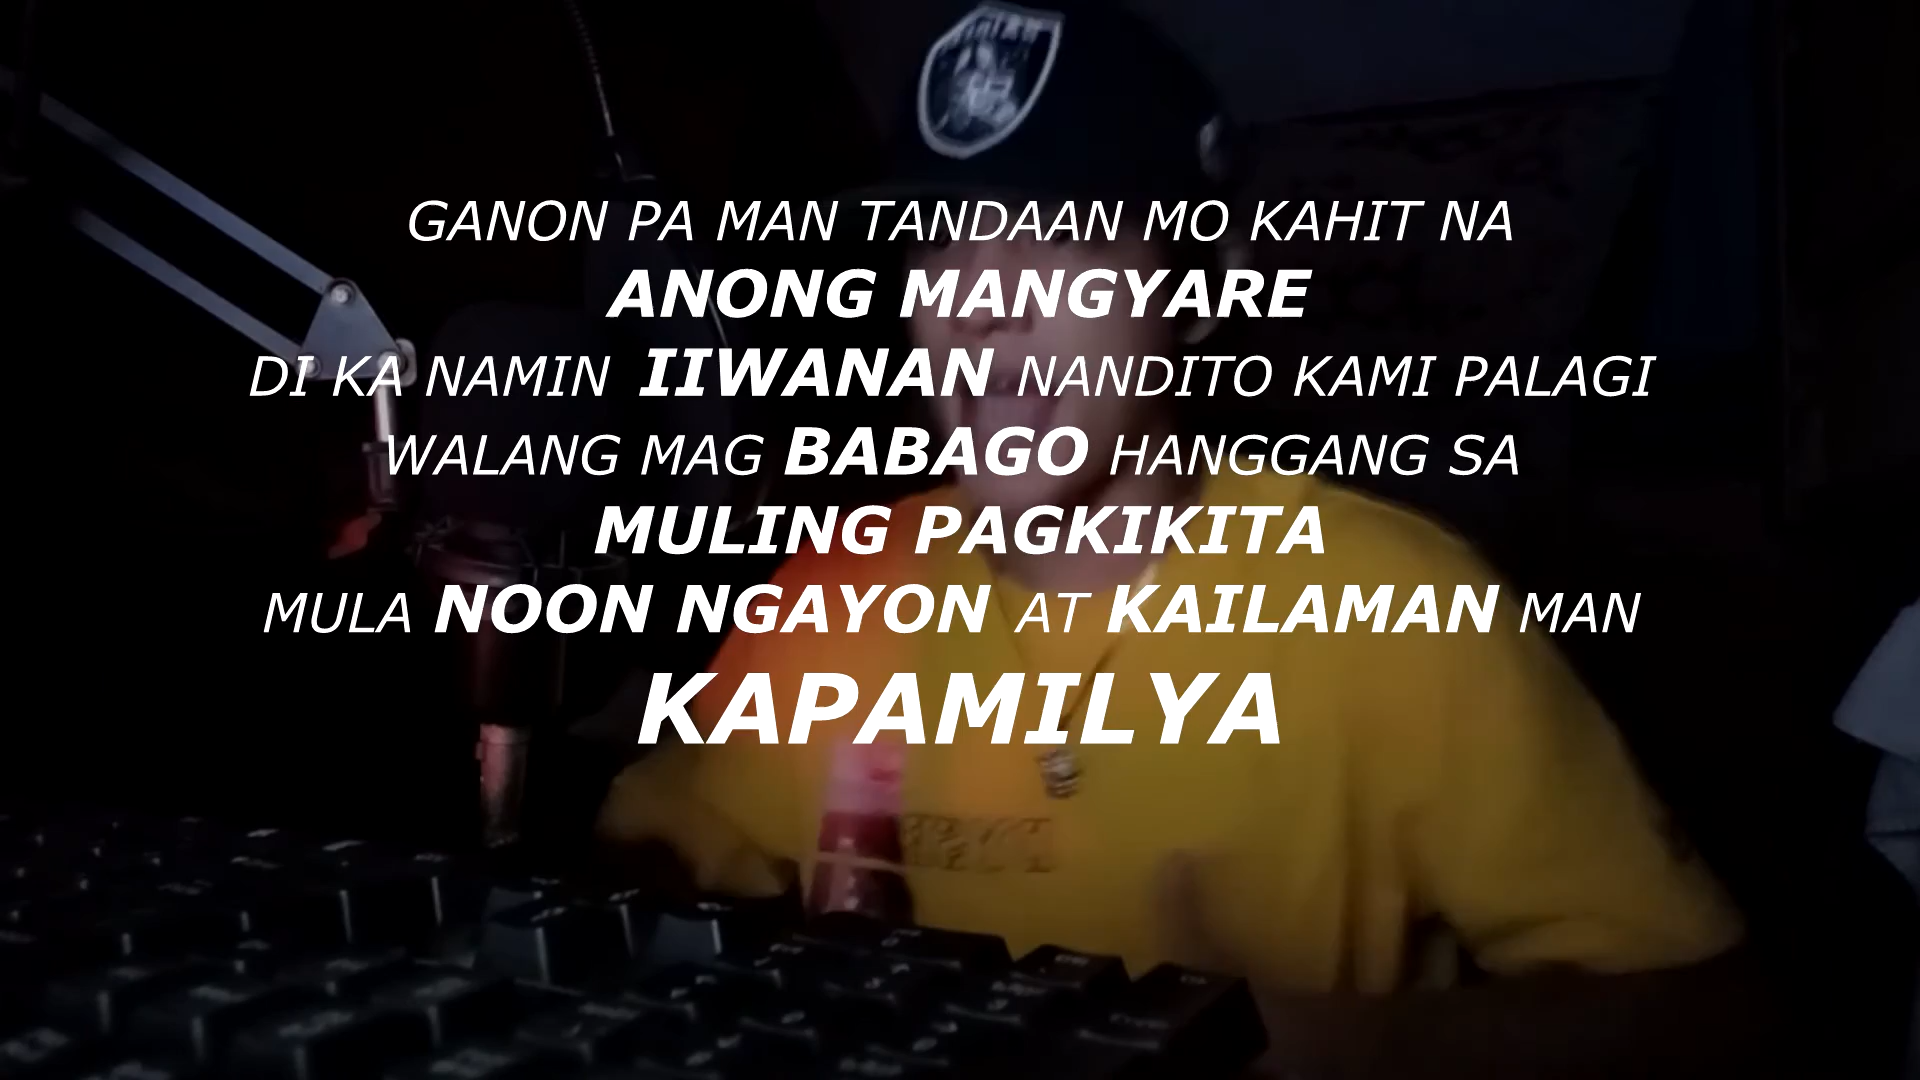 GANON PA MAN TANDAAN MO KAHIT NA
ANONG MANGYARE
DI KA NAMIN IIWANAN NANDITO KAMI PALAGI
WALANG MAG BABAGO HANGGANG SA
MULING PAGKIKITA
MULA NOON NGAYON AT KAILAMAN MAN
KAPAMILYA